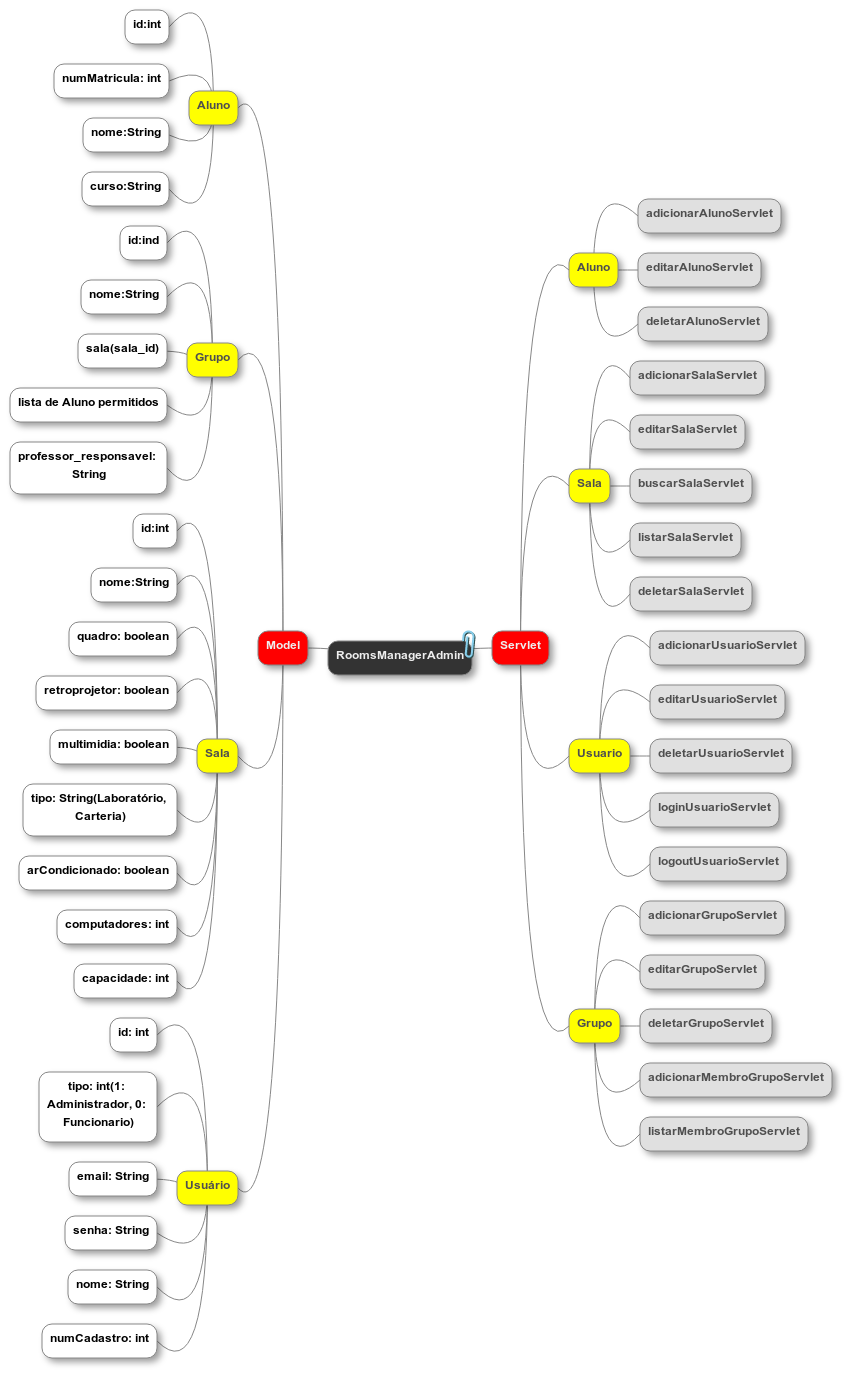 RoomsManagerAdmin
Model
Aluno
id:int
numMatricula: int
nome:String
curso:String
Grupo
id:ind
nome:String
sala(sala_id)
lista de Aluno permitidos
professor_responsavel:
String
Sala
id:int
nome:String
quadro: boolean
retroprojetor: boolean
multimidia: boolean
tipo: String(Laboratório,
Carteria)
arCondicionado: boolean
computadores: int
capacidade: int
Usuário
id: int
tipo: int(1:
Administrador, 0:
Funcionario)
email: String
senha: String
nome: String
numCadastro: int
Servlet
Aluno
adicionarAlunoServlet
editarAlunoServlet
deletarAlunoServlet
Sala
adicionarSalaServlet
editarSalaServlet
buscarSalaServlet
listarSalaServlet
deletarSalaServlet
Usuario
adicionarUsuarioServlet
editarUsuarioServlet
deletarUsuarioServlet
loginUsuarioServlet
logoutUsuarioServlet
Grupo
adicionarGrupoServlet
editarGrupoServlet
deletarGrupoServlet
adicionarMembroGrupoServlet
listarMembroGrupoServlet